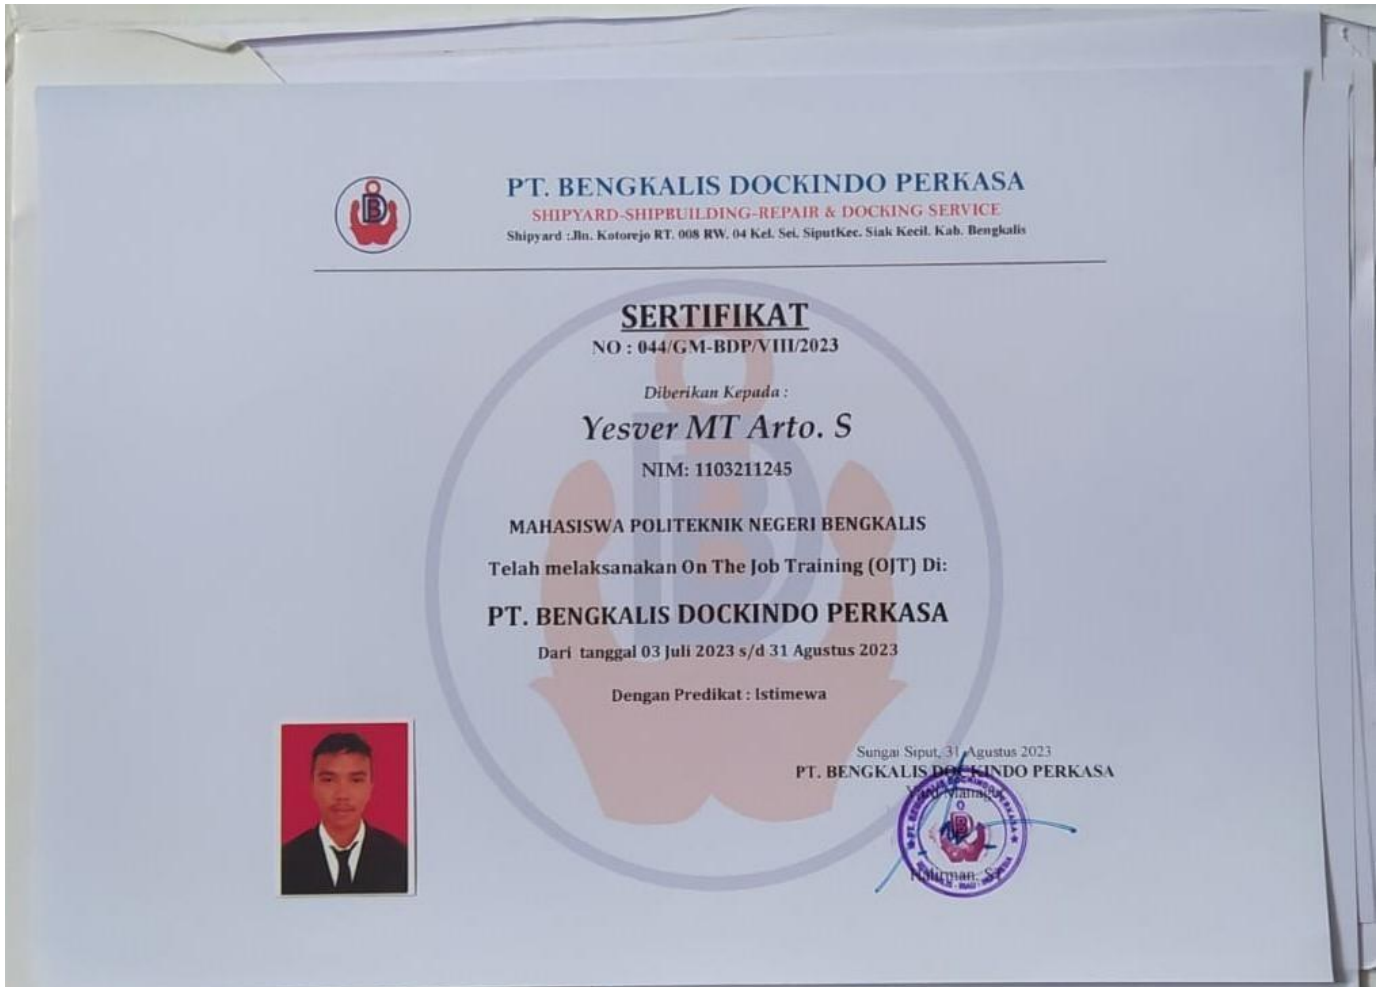 PT. BENGKALIS DOCKINDO PERKASA
SHIPYARD-SHIPBUILDING-REPAIR & DOCKING SERVICE
Shipyard :Jln. Kotorejo RT. 008 RW. 04 Kel. Sei. SiputKec. Siak Kecil. Kab. Bengkalis
SERTIFIKAT
NO : 044/GM-BDP/VIII/2023
Diberikan Kepada :
Yesver MT Arto. S
NIM: 1103211245
MAHASISWA POLITEKNIK NEGERI BENGKALIS
Telah melaksanakan On The Job Training (OJT) Di:
PT. BENGKALIS DOCKINDO PERKASA
Dari tanggal 03 Juli 2023 s/d 31 Agustus 2023
Dengan Predikat : Istimewa
Sungai Siput, 31 Agustus 2023
PT. BENGKALIS DOCKINDO PERKASA
Yard Manager